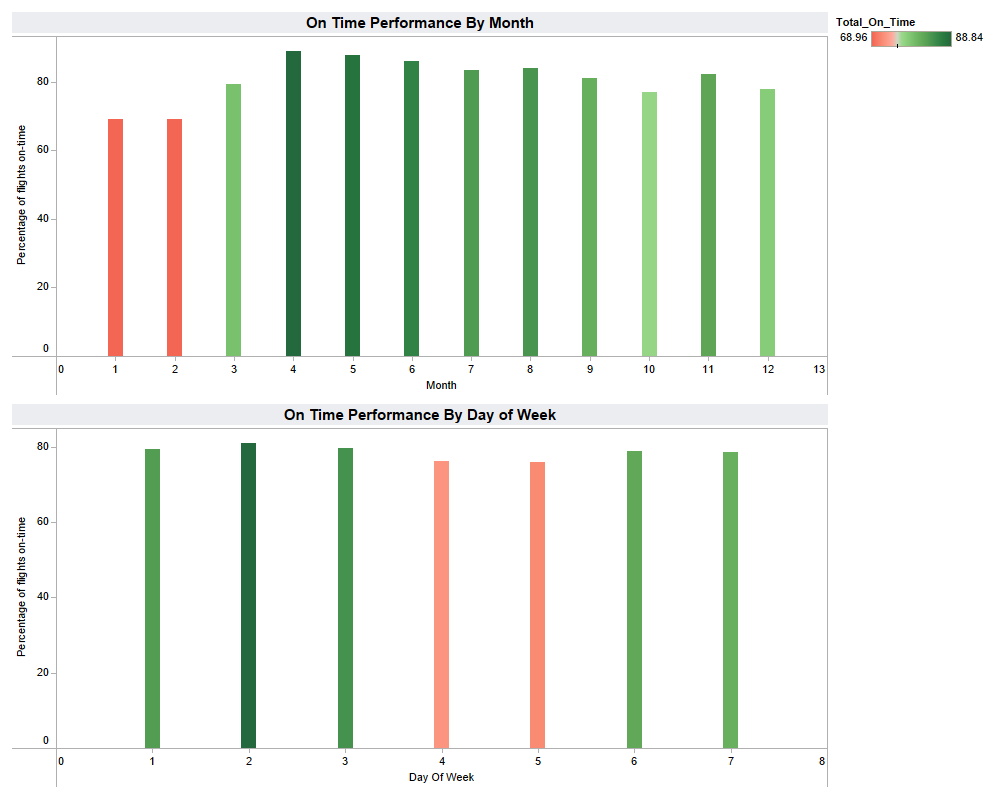 On Time Performance By Month
Total_On_Time
68.96 88.84
Percentage of flights on-time
80
60
40
20
0
0 1 2 3 4 5 6 7 8 9 10 11 12 13
Month
On Time Performance By Day of Week
Percentage of flights on-time
80
60
40
20
0
0 1 2 3 4 5 6 7 8
Day Of Week